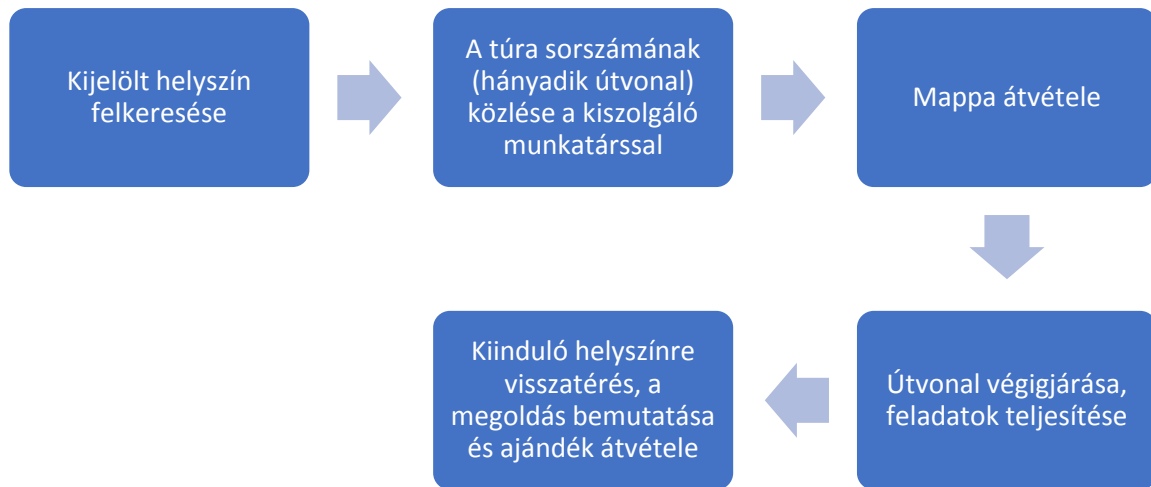 Kijelölt helyszín
felkeresése
A túra sorszámának
(hányadik útvonal)
közlése a kiszolgáló
munkatárssal
Mappa átvétele
Útvonal végigjárása,
feladatok teljesítése
Kiinduló helyszínre
visszatérés, a
megoldás bemutatása
és ajándék átvétele